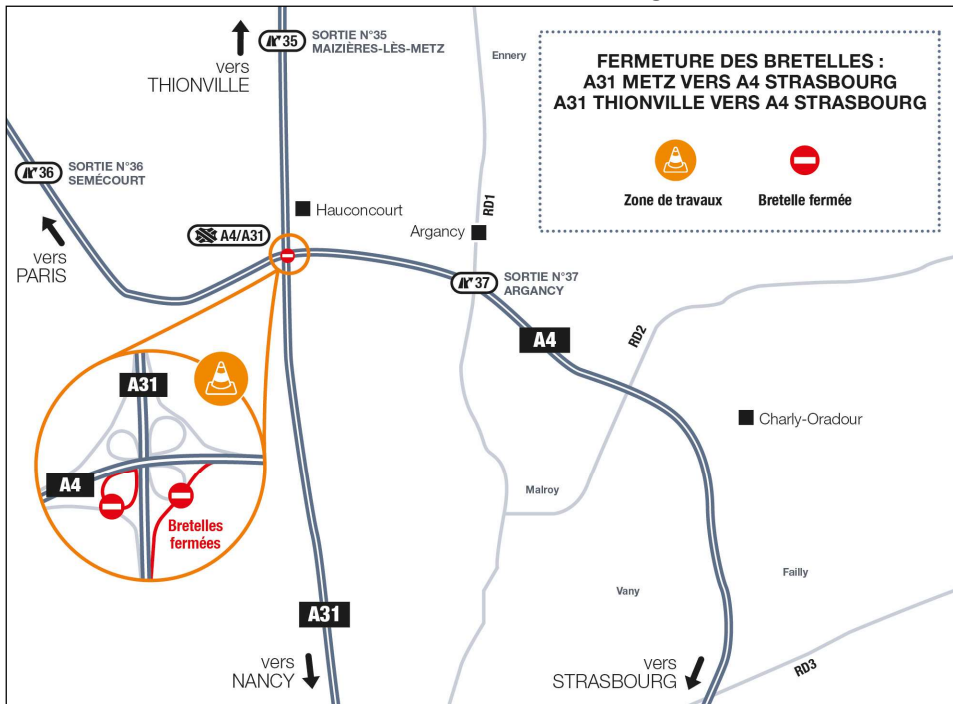 FERMETURE DES BRETELLES :
A31 METZ VERS A4 STRASBOURG
A31 THIONVILLE VERS A4 STRASBOURG
Zone de travaux
Bretelle fermée
vers
THIONVILLE
35
SORTIE N°35
MAIZIÈRES-LÈS-METZ
Ennery
36
SORTIE N°36
SEMÉCOURT
vers
PARIS
A4/A31
Hauconcourt
Argancy
RD1
37
SORTIE N°37
ARGANCY
A4
RD2
Charly-Oradour
A31
A4
Bretelles
fermées
Malroy
Vany
Failly
A31
vers
NANCY
vers
STRASBOURG
RD3